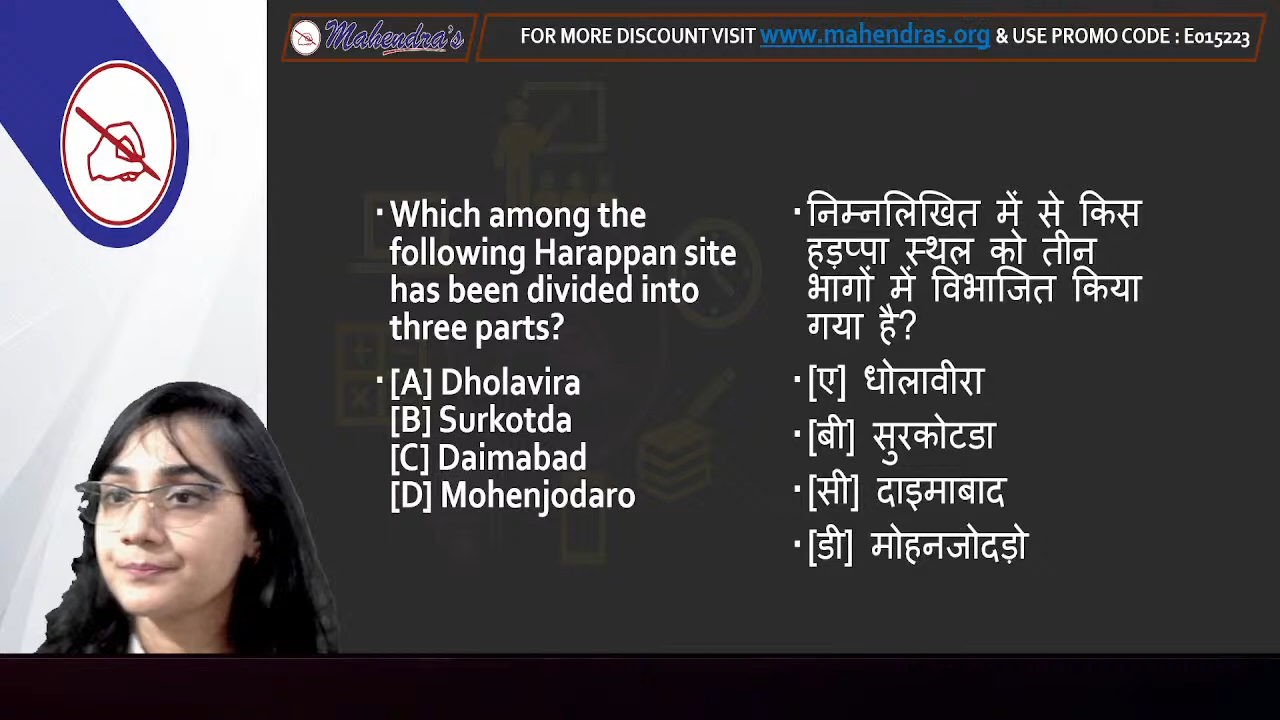 Mahendra's
FOR MORE DISCOUNT VISIT www.mahendras.org & USE PROMO CODE : E015223
· Which among the
following Harappan site
has been divided into
three parts?
· [A] Dholavira
[B] Surkotda
[C] Daimabad
[D] Mohenjodaro
· निम्नलिखित में से किस
हड़प्पा स्थल को तीन
भागों में विभाजित किया
गया है?
· [ए] धोलावीरा
· [बी] सुरकोटडा
· [सी] दाइमाबाद
· [डी] मोहनजोदड़ो